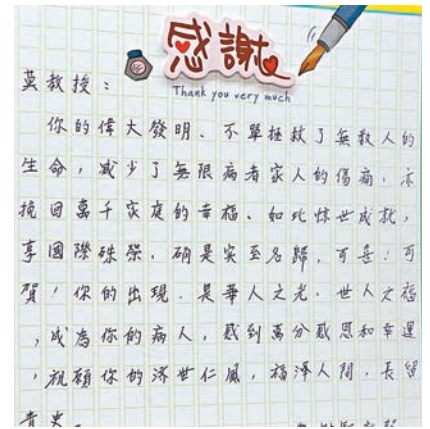 感謝
Thank you very much
莫教授：
你的偉大發明、不單拯救了無數人的
生命，減少了無限病者家人的傷痛，亦
挽回萬千家庭的幸福、如此惊世成就，
享國際殊榮，确是实至名歸，可喜；可
賀！你的出現．是華人之光．世人之福
，成為你的病人，感到萬分感恩和幸運
，祝願你的濟世仁風，福澤人間，長留
青史。